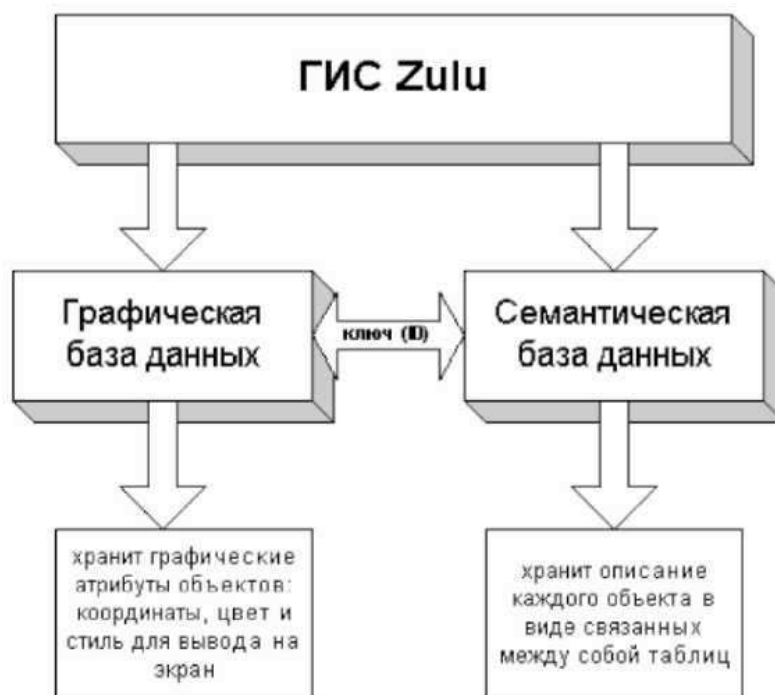 ГИС Zulu
Графическая
база данных
ключ (ID)
Семантическая
база данных
хранит графические
атрибуты объектов:
координаты, цвет и
стиль для вывода на
экран
хранит описание
каждого объекта в
виде связанных
между собой таблиц